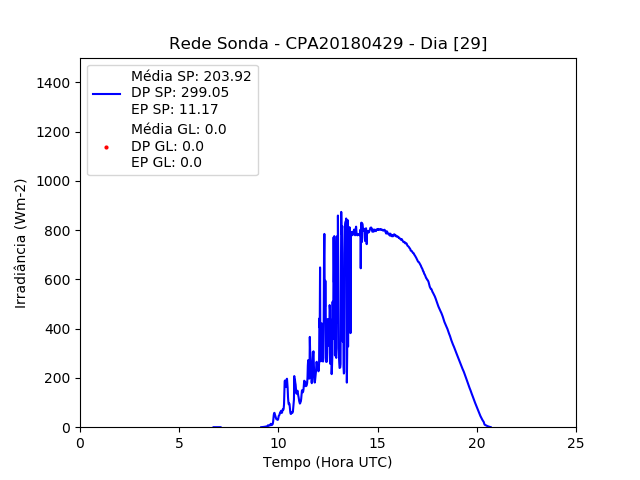 Rede Sonda - CPA20180429 - Dia [29]
Média SP: 203.92
DP SP: 299.05
EP SP: 11.17
Média GL: 0.0
DP GL: 0.0
EP GL: 0.0
1400
1200
1000
800
600
400
200
0
Irradiância (Wm-2)
0 5 10 15 20 25
Tempo (Hora UTC)